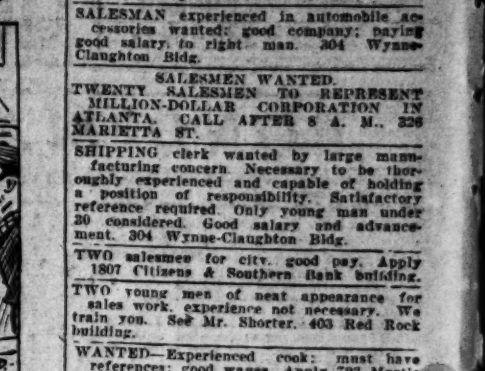 SALESMAN experienced in automobile ac-
cessories wanted; good company; paying
good salary, to right man. 304 Wynne-
Claughton Bldg.
SALESMEN WANTED.
TWENTY SALESMEN TO REPRESENT
MILLION-DOLLAR CORPORATION IN
ATLANTA. CALL AFTER 8 A. M., 326
MARIETTA ST.
SHIPPING clerk wanted by large manu-
facturing concern. Necessary to be thor-
oughly experienced and capable of holding
a position of responsibility. Satisfactory
reference required. Only young man under
30 considered. Good salary and advance-
ment. 304 Wynne-Claughton Bldg.
TWO salesmen for city, good pay. Apply
1807 Citizens & Southern Bank building.
TWO young men of neat appearance for
sales work, experience not necessary. We
train you. See Mr. Shorter, 403 Red Rock
building.
WANTED—Experienced cook; must have
references; good wages. Apply